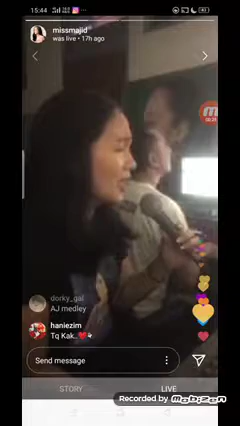 15:44
missmajid
was live • 17h ago
dorky_gal
AJ medley
haniezim
Tq Kak..
Send message
STORY
LIVE
Recorded by mobizen